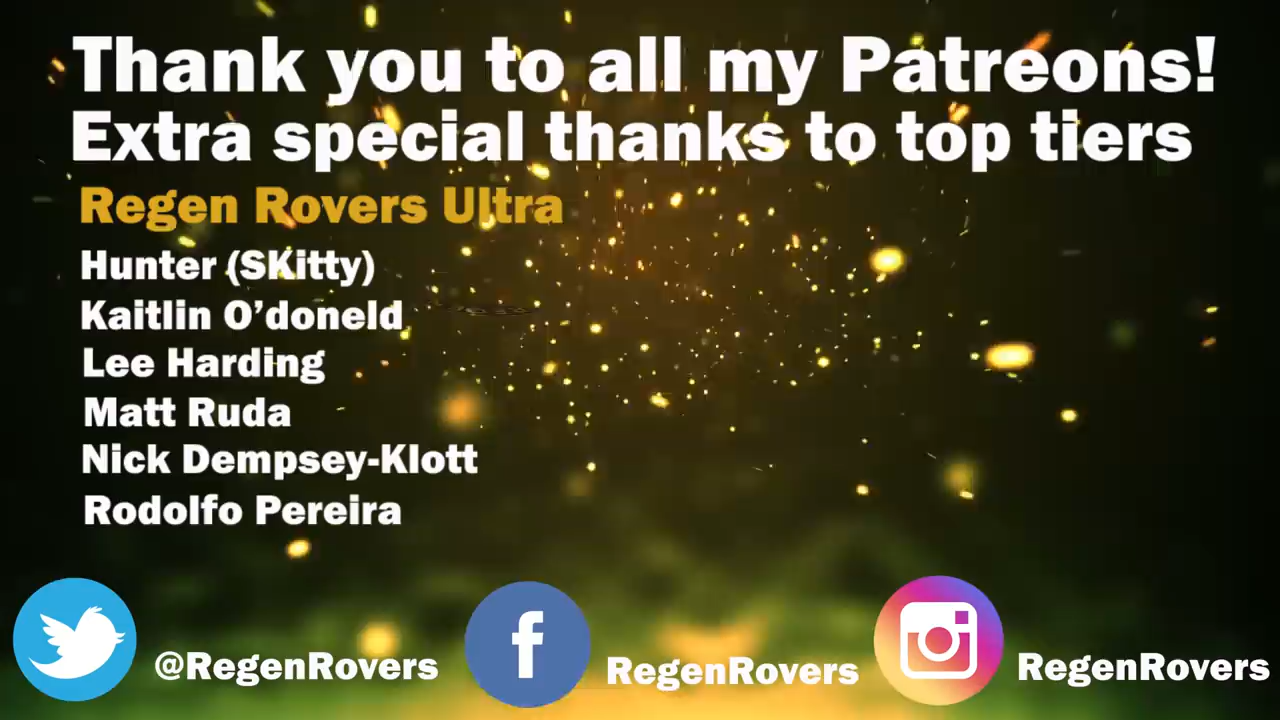 Thank you to all my Patreons!
Extra special thanks to top tiers
Regen Rovers Ultra
Hunter (SKitty)
Kaitlin O’doneld
Lee Harding
Matt Ruda
Nick Dempsey-Klott
Rodolfo Pereira
@RegenRovers
RegenRovers
RegenRovers